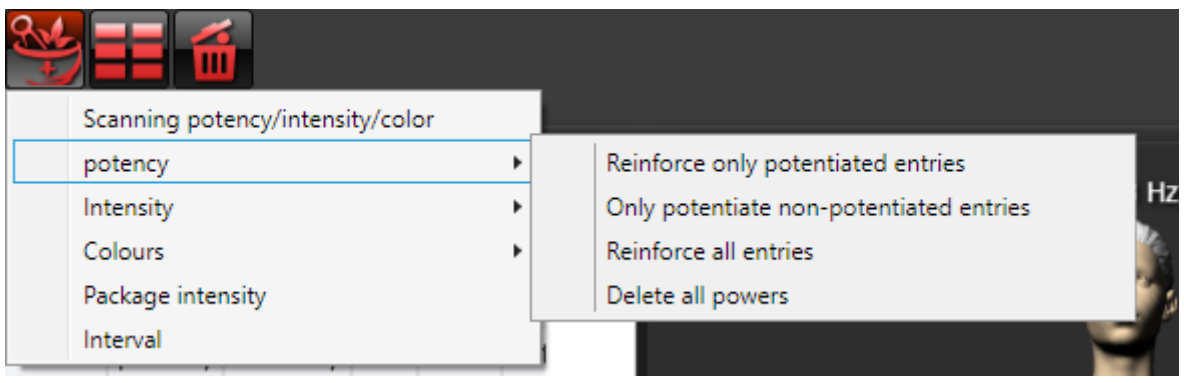 Scanning potency/intensity/color
potency
Intensity
Colours
Package intensity
Interval
Reinforce only potentiated entries
Only potentiate non-potentiated entries
Reinforce all entries
Delete all powers
Hz